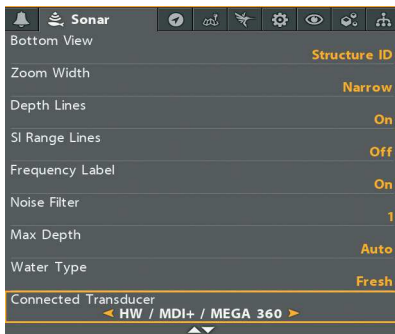 Sonar
Bottom View
Structure ID
Zoom Width
Narrow
Depth Lines
On
SI Range Lines
Off
Frequency Label
On
Noise Filter
1
Max Depth
Auto
Water Type
Fresh
Connected Transducer
HW / MDI+ / MEGA 360